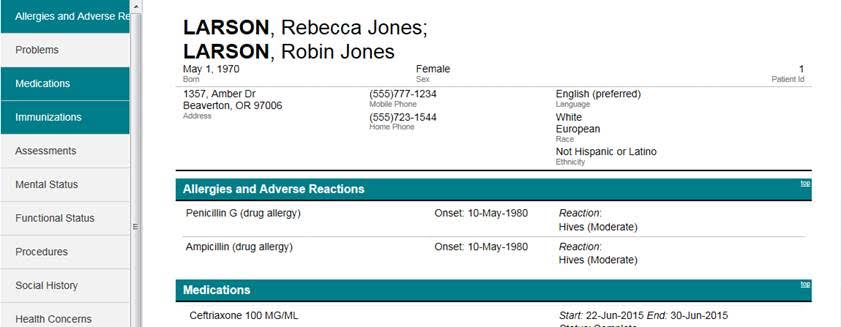 Allergies and Adverse Re
Problems
Medications
Immunizations
Assessments
Mental Status
Functional Status
Procedures
Social History
Health Concerns
LARSON, Rebecca Jones;
LARSON, Robin Jones
May 1, 1970 Female 1
Born Sex Patient Id
1357, Amber Dr (555)777-1234 English (preferred)
Beaverton, OR 97006 Mobile Phone Language
Address (555)723-1544 White
Home Phone European
Race
Not Hispanic or Latino
Ethnicity
Allergies and Adverse Reactions top
Penicillin G (drug allergy) Onset: 10-May-1980 Reaction:
Hives (Moderate)
Ampicillin (drug allergy) Onset: 10-May-1980 Reaction:
Hives (Moderate)
Medications top
Ceftriaxone 100 MG/ML Start: 22-Jun-2015 End: 30-Jun-2015
Status: Complete